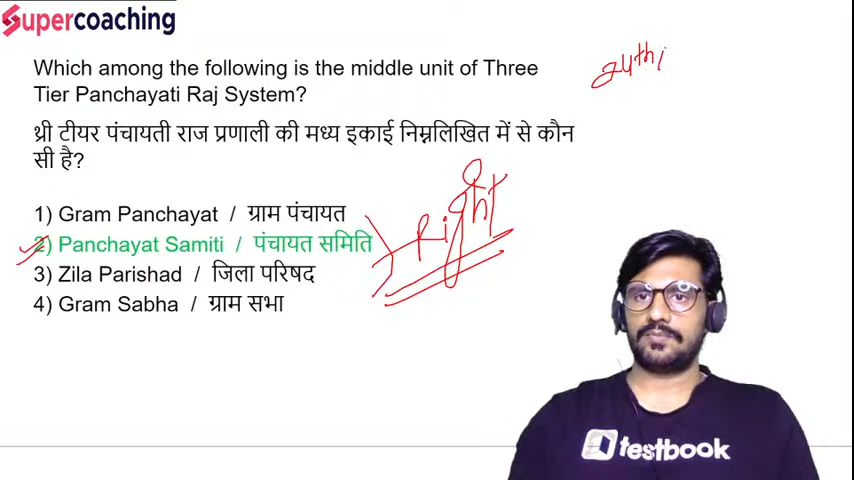 Supercoaching
Which among the following is the middle unit of Three
Tier Panchayati Raj System?
थ्री टीयर पंचायती राज प्रणाली की मध्य इकाई निम्नलिखित में से कौन
सी है?
1) Gram Panchayat / ग्राम पंचायत
2) Panchayat Samiti / पंचायत समिति
3) Zila Parishad / जिला परिषद
4) Gram Sabha / ग्राम सभा
Right
testbook